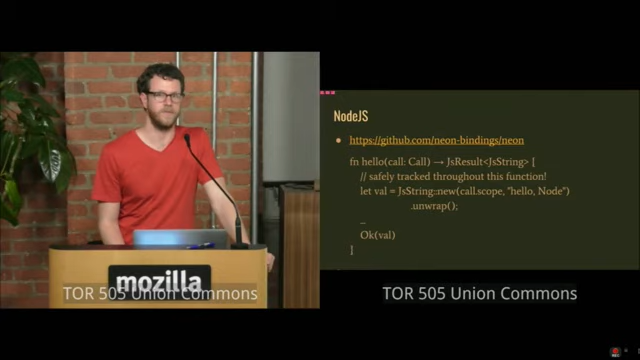 NodeJS
https://github.com/neon-bindings/neon
fn hello(call: Call) → JsResult<JsString> {
// safely tracked throughout this function!
let val = JsString::new(call.scope, "hello, Node")
.unwrap();
Ok(val)
}
mozilla
TOR 505 Union Commons
TOR 505 Union Commons